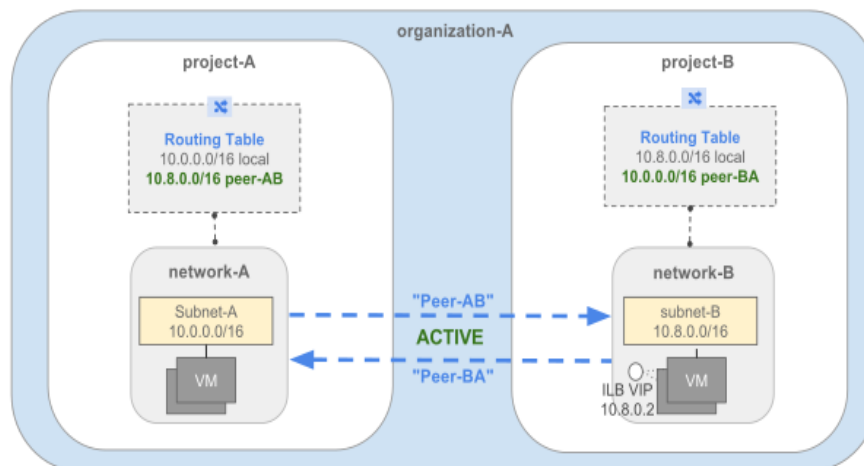 organization-A
project-A
Routing Table
10.0.0.0/16 local
10.8.0.0/16 peer-AB
network-A
Subnet-A
10.0.0.0/16
VM
"Peer-AB"
ACTIVE
"Peer-BA"
project-B
Routing Table
10.8.0.0/16 local
10.0.0.0/16 peer-BA
network-B
subnet-B
10.8.0.0/16
VM
ILB VIP
10.8.0.2